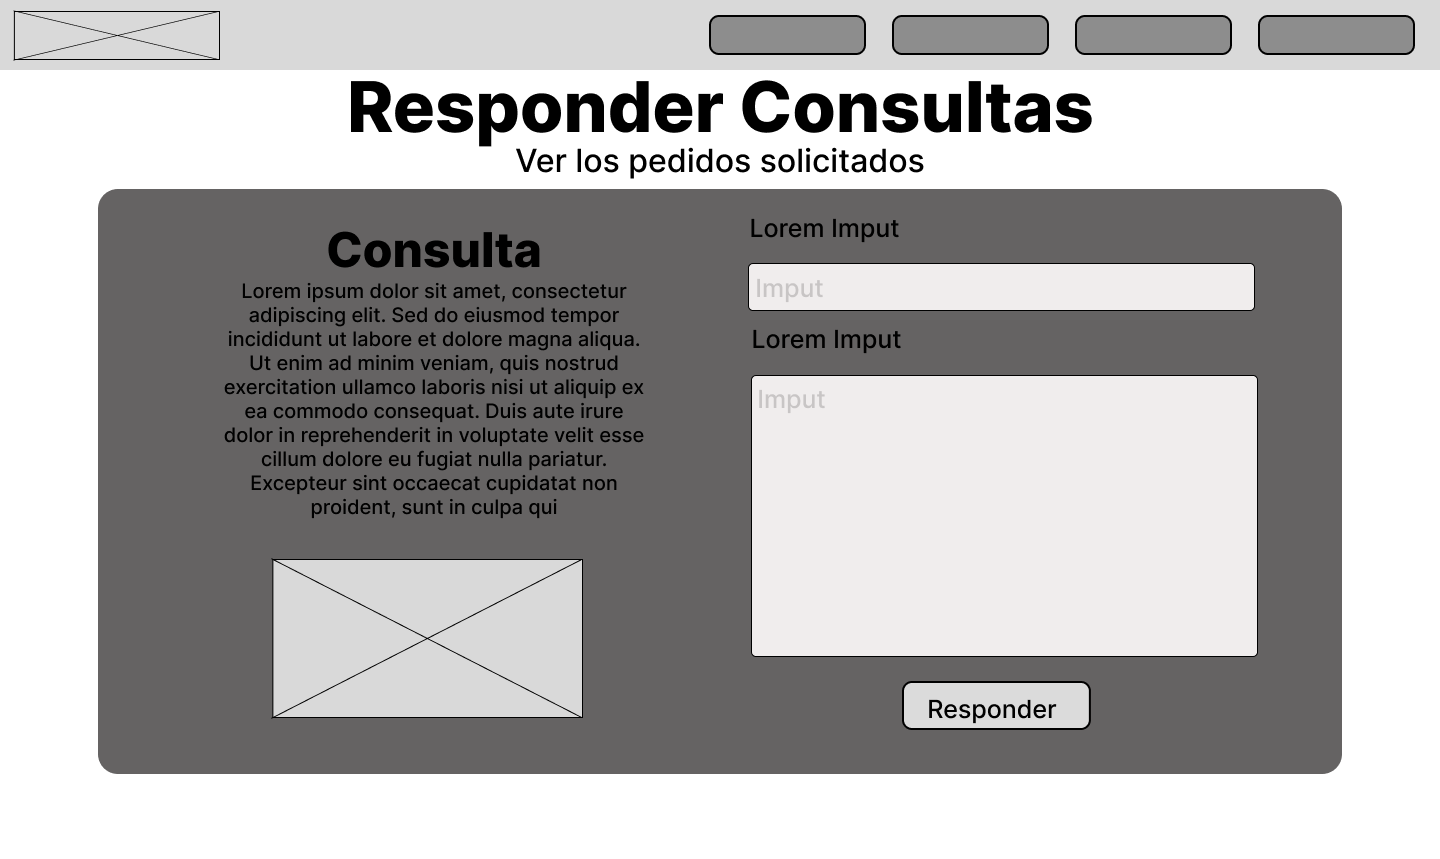 Responder Consultas
Ver los pedidos solicitados
Consulta
Lorem ipsum dolor sit amet, consectetur
adipiscing elit. Sed do eiusmod tempor
incididunt ut labore et dolore magna aliqua.
Ut enim ad minim veniam, quis nostrud
exercitation ullamco laboris nisi ut aliquip ex
ea commodo consequat. Duis aute irure
dolor in reprehenderit in voluptate velit esse
cillum dolore eu fugiat nulla pariatur.
Excepteur sint occaecat cupidatat non
proident, sunt in culpa qui
Lorem Imput
Imput
Lorem Imput
Imput
Responder